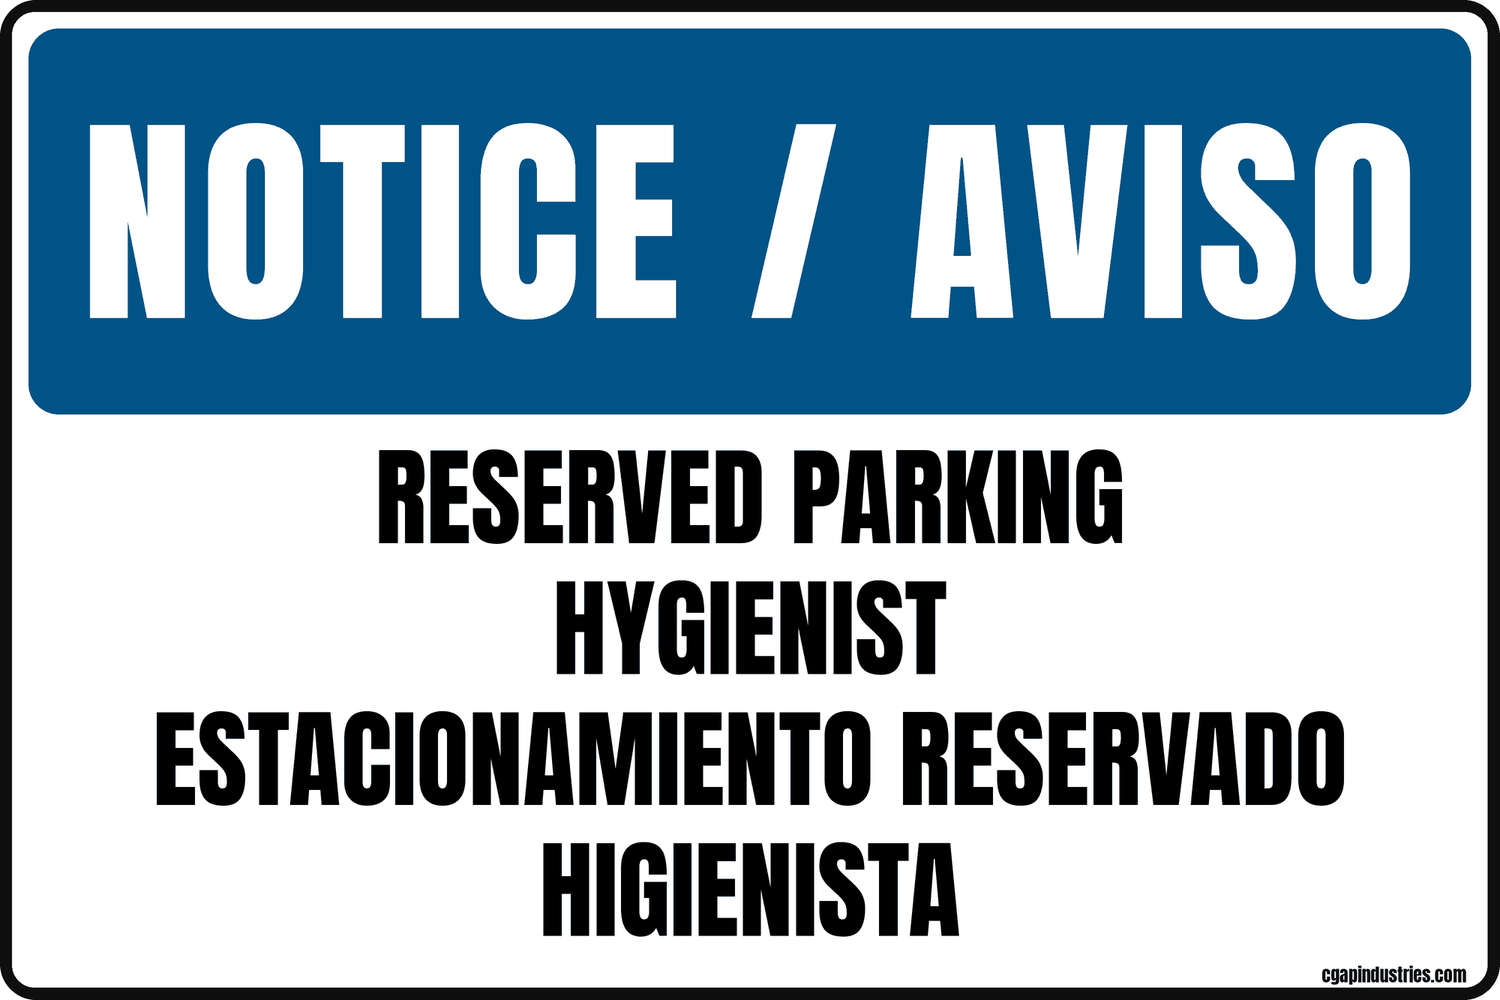 NOTICE / AVISO
RESERVED PARKING
HYGIENIST
ESTACIONAMIENTO RESERVADO
HIGIENISTA
cgapindustries.com